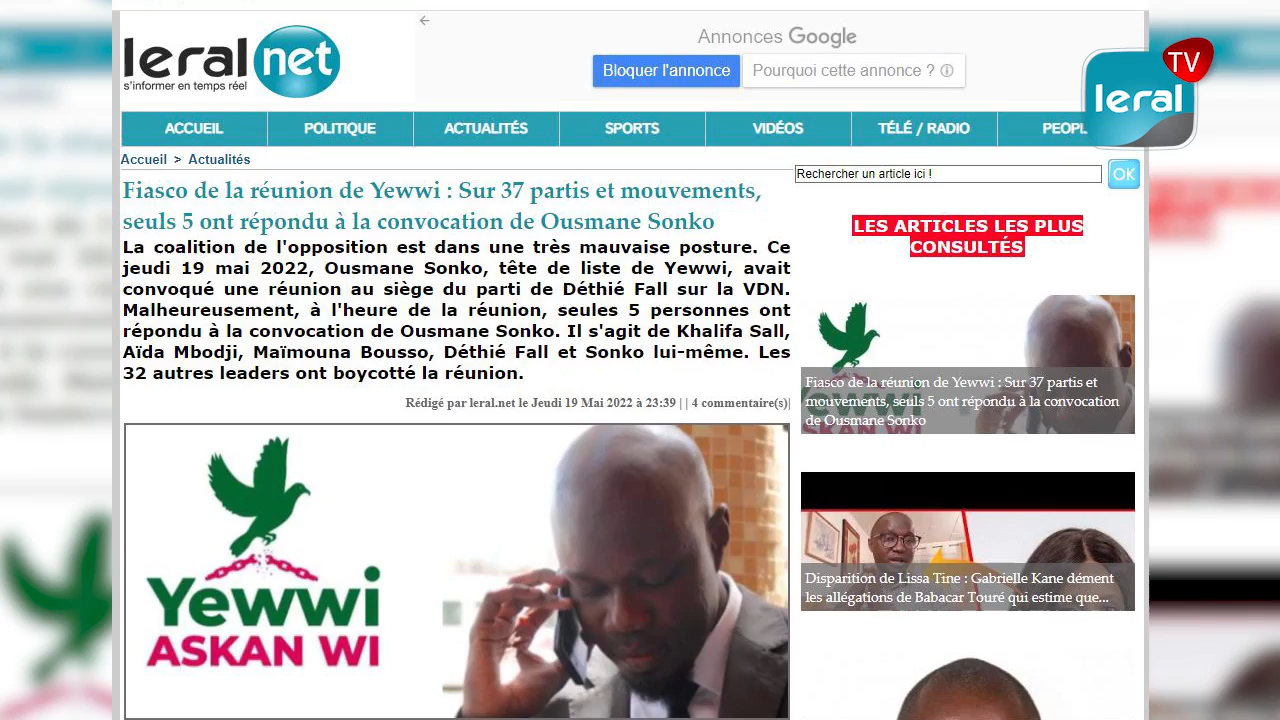 leral net
s'informer en temps réel
Annonces Google
Bloquer l'annonce
Pourquoi cette annonce ?
TV
leral
ACCUEIL
POLITIQUE
ACTUALITÉS
SPORTS
VIDÉOS
TÉLÉ / RADIO
Accueil > Actualités
Fiasco de la réunion de Yewwi : Sur 37 partis et mouvements,
seuls 5 ont répondu à la convocation de Ousmane Sonko
La coalition de l'opposition est dans une très mauvaise posture. Ce
jeudi 19 mai 2022, Ousmane Sonko, tête de liste de Yewwi, avait
convoqué une réunion au siège du parti de Déthié Fall sur la VDN.
Malheureusement, à l'heure de la réunion, seules 5 personnes ont
répondu à la convocation de Ousmane Sonko. Il s'agit de Khalifa Sall,
Aïda Mbodji, Maïmouna Bousso, Déthié Fall et Sonko lui-même. Les
32 autres leaders ont boycotté la réunion.
Rédigé par leral.net le Jeudi 19 Mai 2022 à 23:39 | | 4 commentaire(s)|
Yewwi
ASKAN WI
Rechercher un article ici !
OK
LES ARTICLES LES PLUS
CONSULTÉS
Fiasco de la réunion de Yewwi : Sur 37 partis et
mouvements, seuls 5 ont répondu à la convocation
de Ousmane Sonko
Disparition de Lissa Tine : Gabrielle Kane dément
les allégations de Babacar Touré qui estime que...